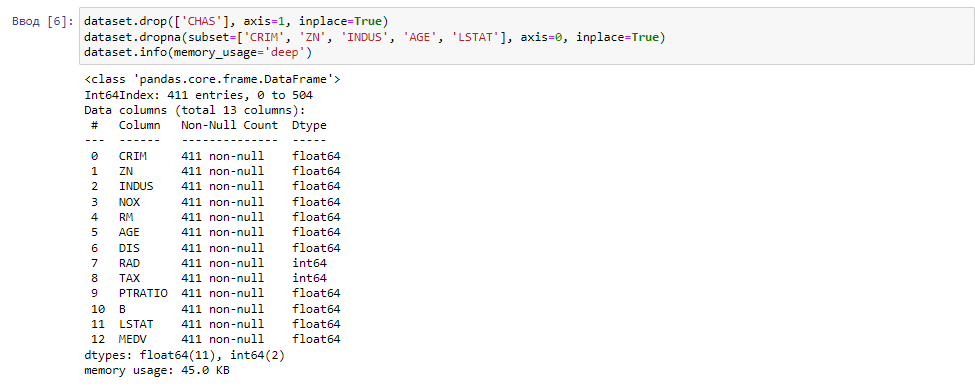 Ввод [6]: dataset.drop(['CHAS'], axis=1, inplace=True)
dataset.dropna(subset=['CRIM', 'ZN', 'INDUS', 'AGE', 'LSTAT'], axis=0, inplace=True)
dataset.info(memory_usage='deep')
<class 'pandas.core.frame.DataFrame'>
Int64Index: 411 entries, 0 to 504
Data columns (total 13 columns):
 #   Column   Non-Null Count  Dtype
---  ------   --------------  -----
 0   CRIM     411 non-null    float64
 1   ZN       411 non-null    float64
 2   INDUS    411 non-null    float64
 3   NOX      411 non-null    float64
 4   RM       411 non-null    float64
 5   AGE      411 non-null    float64
 6   DIS      411 non-null    float64
 7   RAD      411 non-null    int64
 8   TAX      411 non-null    int64
 9   PTRATIO  411 non-null    float64
 10  B        411 non-null    float64
 11  LSTAT    411 non-null    float64
 12  MEDV     411 non-null    float64
dtypes: float64(11), int64(2)
memory usage: 45.0 KB